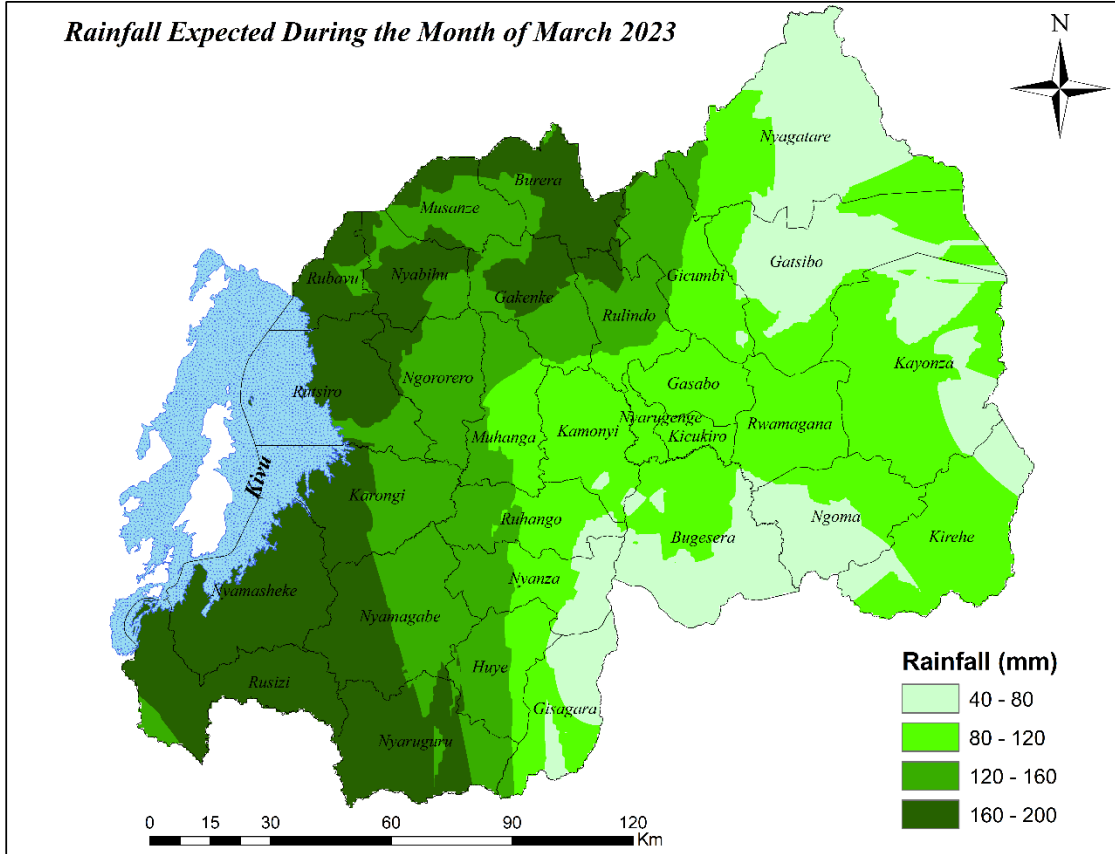 Rainfall Expected During the Month of March 2023
N
Nyagatare
Burera
Musanze
Gatsibo
Rubavu
Nyabihu
Gicumbi
Gakenke
Rulindo
Kayonza
Ngororero
Gasabo
Rutsiro
Nyarugenge
Muhanga
Kamonyi
Kicukiro
Rwamagana
Kivu
Karongi
Ruhango
Ngoma
Bugesera
Kirehe
Nyanza
Nyamasheke
Nyamagabe
Huye
Rusizi
Gisagara
Nyaruguru
Rainfall (mm)
40 - 80
80 - 120
120 - 160
160 - 200
0 15 30 60 90 120
Km